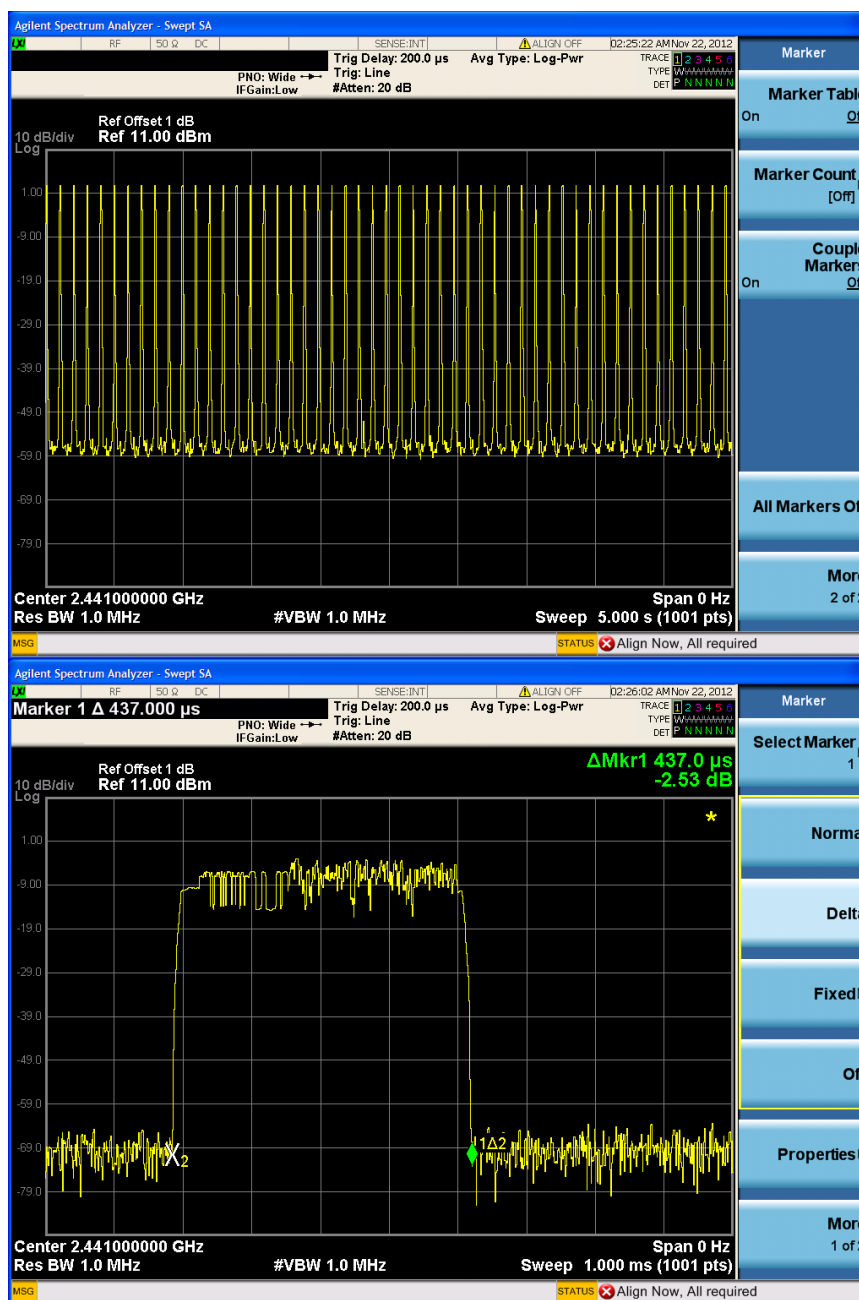 Agilent Spectrum Analyzer - Swept SA
LXI RF 50 Ω DC SENSE:INT ALIGN OFF 02:25:22 AM Nov 22, 2012
Trig Delay: 200.0 µs Avg Type: Log-Pwr TRACE 1 2 3 4 5 6
PNO: Wide Trig: Line TYPE
IFGain:Low #Atten: 20 dB DET P N N N N N
Ref Offset 1 dB
10 dB/div Ref 11.00 dBm
Log
1.00
-9.00
-19.0
-29.0
-39.0
-49.0
-59.0
-69.0
-79.0
Center 2.441000000 GHz Span 0 Hz
Res BW 1.0 MHz #VBW 1.0 MHz Sweep 5.000 s (1001 pts)
MSG STATUS Align Now, All required
Marker
Marker Tabl
On Of
Marker Count
[Off]
Coupl
Markers
On Of
All Markers Of
More
2 of
Agilent Spectrum Analyzer - Swept SA
LXI RF 50 Ω DC SENSE:INT ALIGN OFF 02:26:02 AM Nov 22, 2012
Marker 1 Δ 437.000 µs Trig Delay: 200.0 µs Avg Type: Log-Pwr TRACE 1 2 3 4 5 6
PNO: Wide Trig: Line TYPE
IFGain:Low #Atten: 20 dB DET P N N N N N
ΔMkr1 437.0 µs
-2.53 dB
Ref Offset 1 dB
10 dB/div Ref 11.00 dBm
Log
1.00
-9.00
-19.0
-29.0
-39.0
-49.0
-59.0
-69.0
-79.0
X2
1Δ2
Center 2.441000000 GHz Span 0 Hz
Res BW 1.0 MHz #VBW 1.0 MHz Sweep 1.000 ms (1001 pts)
MSG STATUS Align Now, All required
Marker
Select Marker
1
Norma
Delta
Fixed
Of
Properties
More
1 of